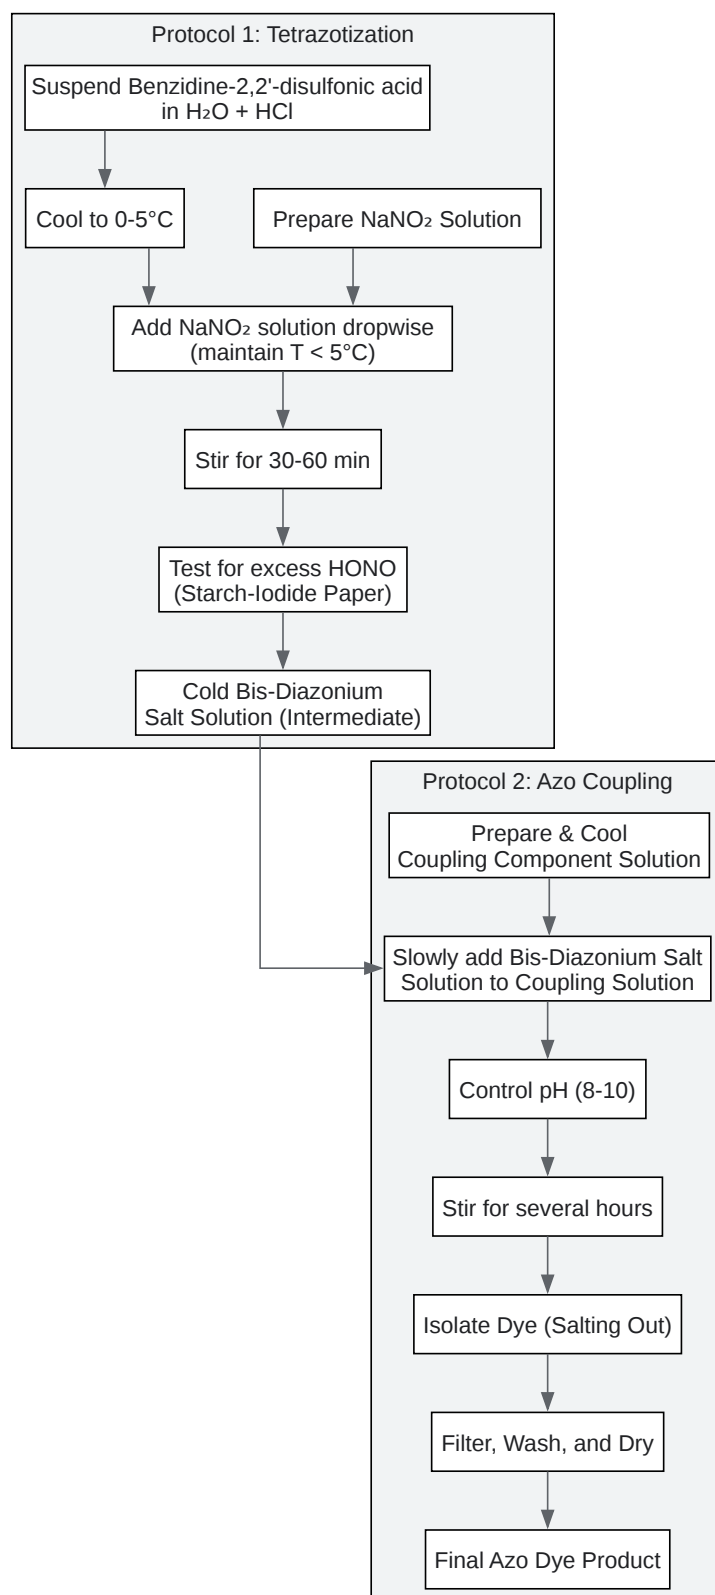 Protocol 1: Tetrazotization
Suspend Benzidine-2,2'-disulfonic acid
in H₂O + HCl
Cool to 0-5°C
Prepare NaNO₂ Solution
Add NaNO₂ solution dropwise
(maintain T < 5°C)
Stir for 30-60 min
Test for excess HONO
(Starch-Iodide Paper)
Cold Bis-Diazonium
Salt Solution (Intermediate)
Protocol 2: Azo Coupling
Prepare & Cool
Coupling Component Solution
Slowly add Bis-Diazonium Salt
Solution to Coupling Solution
Control pH (8-10)
Stir for several hours
Isolate Dye (Salting Out)
Filter, Wash, and Dry
Final Azo Dye Product